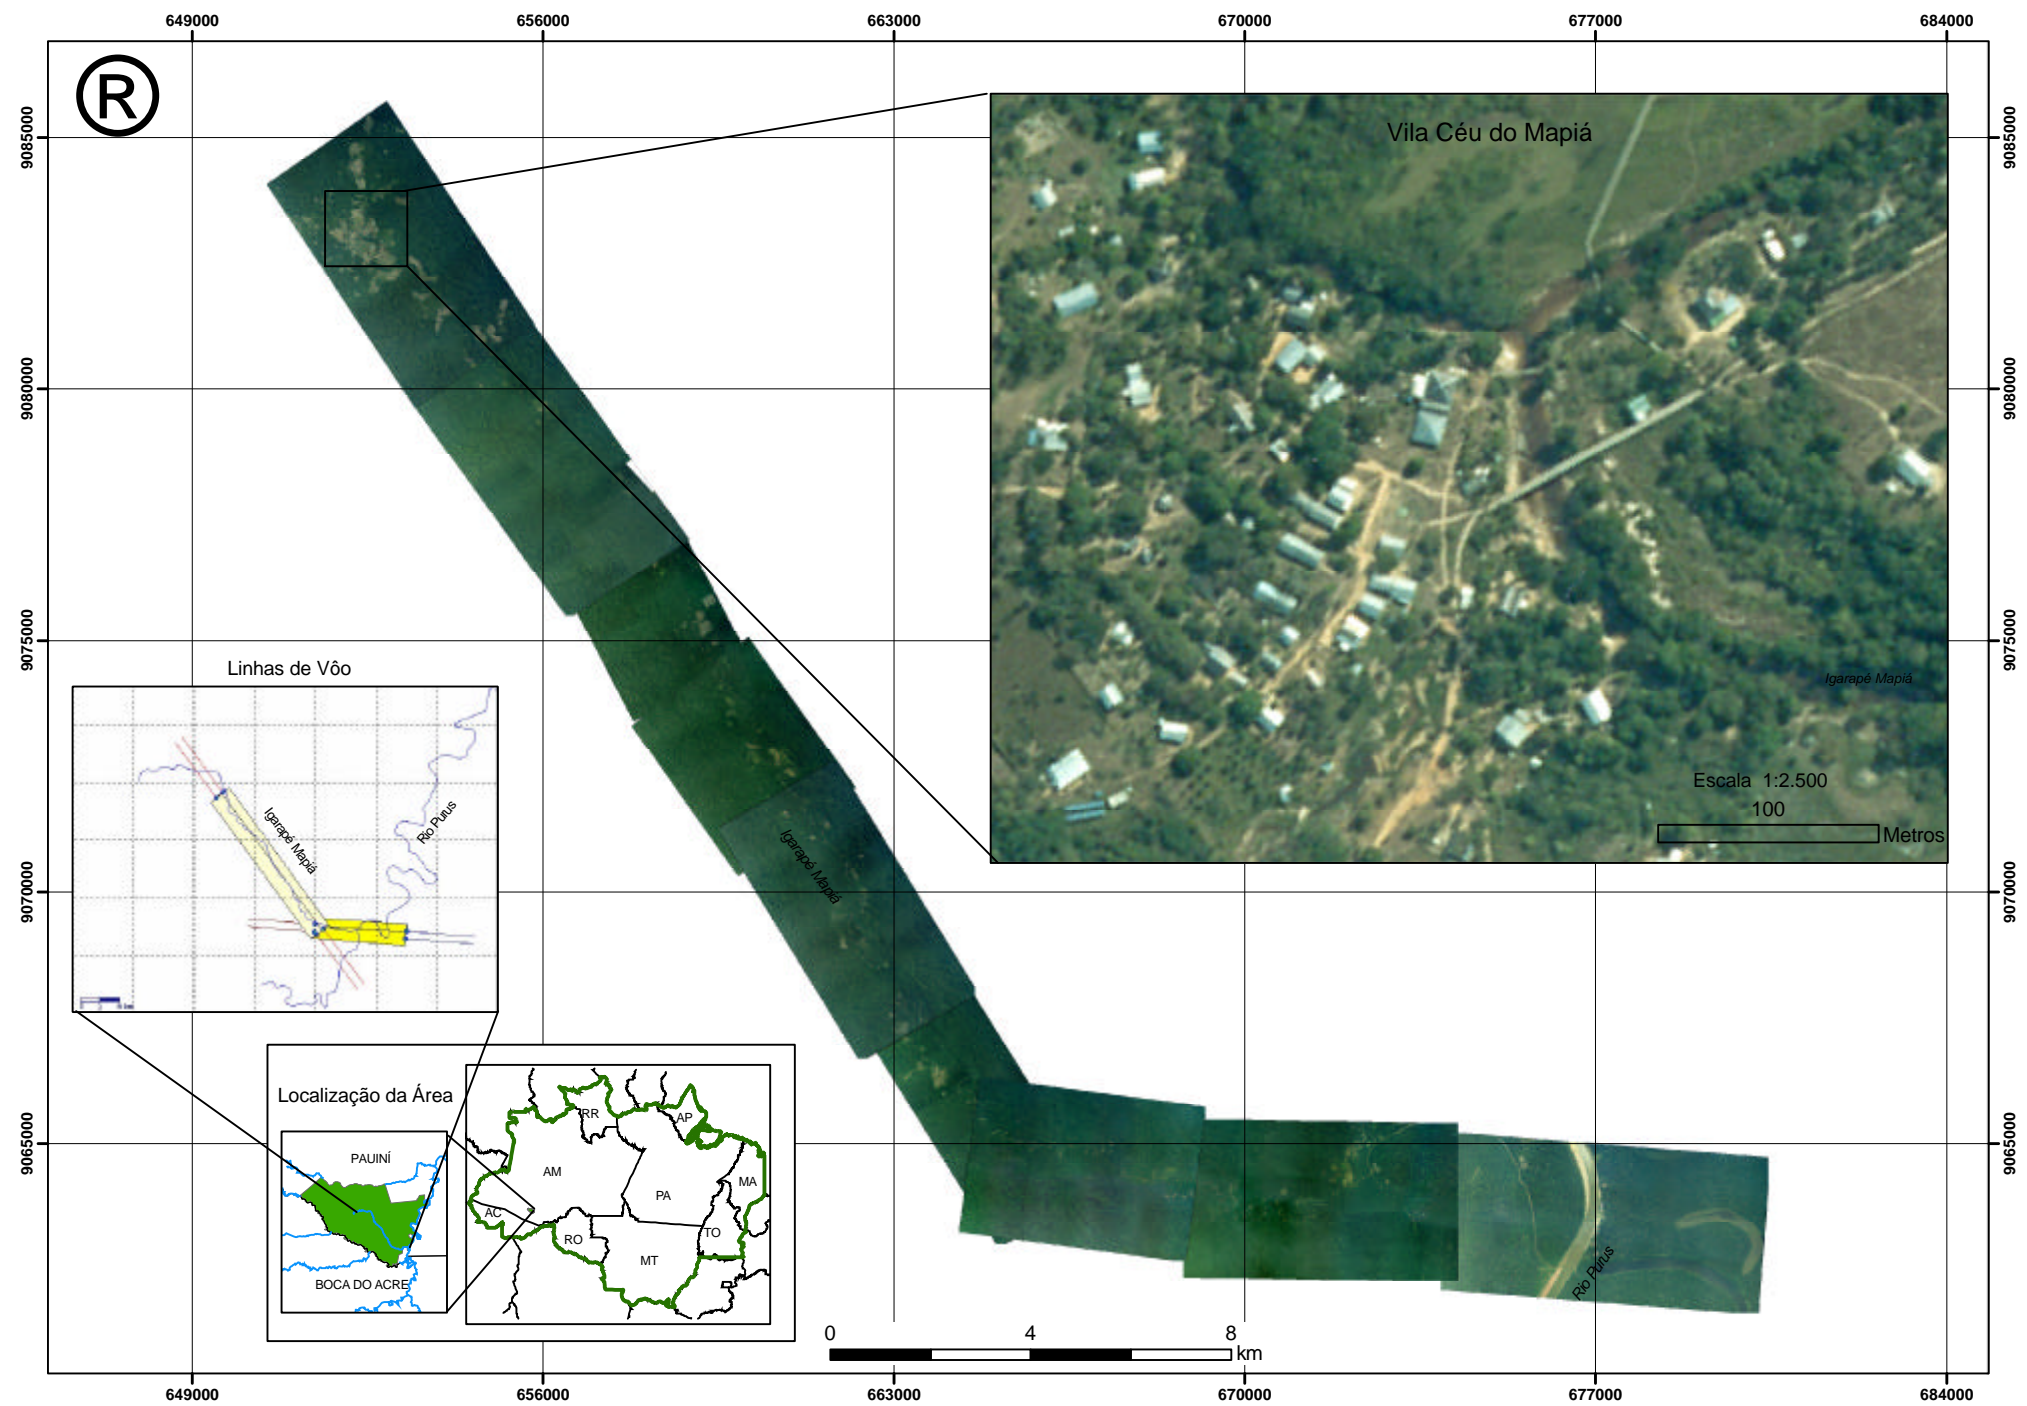 649000 656000 663000 670000 677000 684000
®
9085000
9080000
9075000
9070000
9065000
Vila Céu do Mapiá
Igarapé Mapiá
Escala 1:2.500
100
Metros
9085000
9080000
9075000
9070000
9065000
Igarapé Mapiá
Rio Purus
Linhas de Vôo
Igarapé Mapiá
Rio Purus
Localização da Área
PAUINÍ
BOCA DO ACRE
RR
AP
AM
PA
MA
AC
RO
TO
MT
0 4 8
km
649000 656000 663000 670000 677000 684000